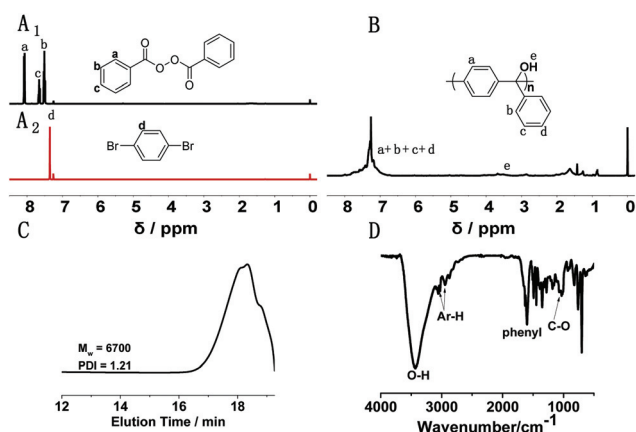 A1
a
b
c
a
b
c
O
O
O
O
A2
d
d
Br
Br
8 7 6 5 4 3 2 1 0
δ / ppm
B
a
e
OH
n
b
c
d
a+b+c+d
e
8 7 6 5 4 3 2 1 0
δ / ppm
C
Mw = 6700
PDI = 1.21
12 14 16 18
Elution Time / min
D
Ar-H
phenyl
C-O
O-H
4000 3000 2000 1000
Wavenumber/cm-1